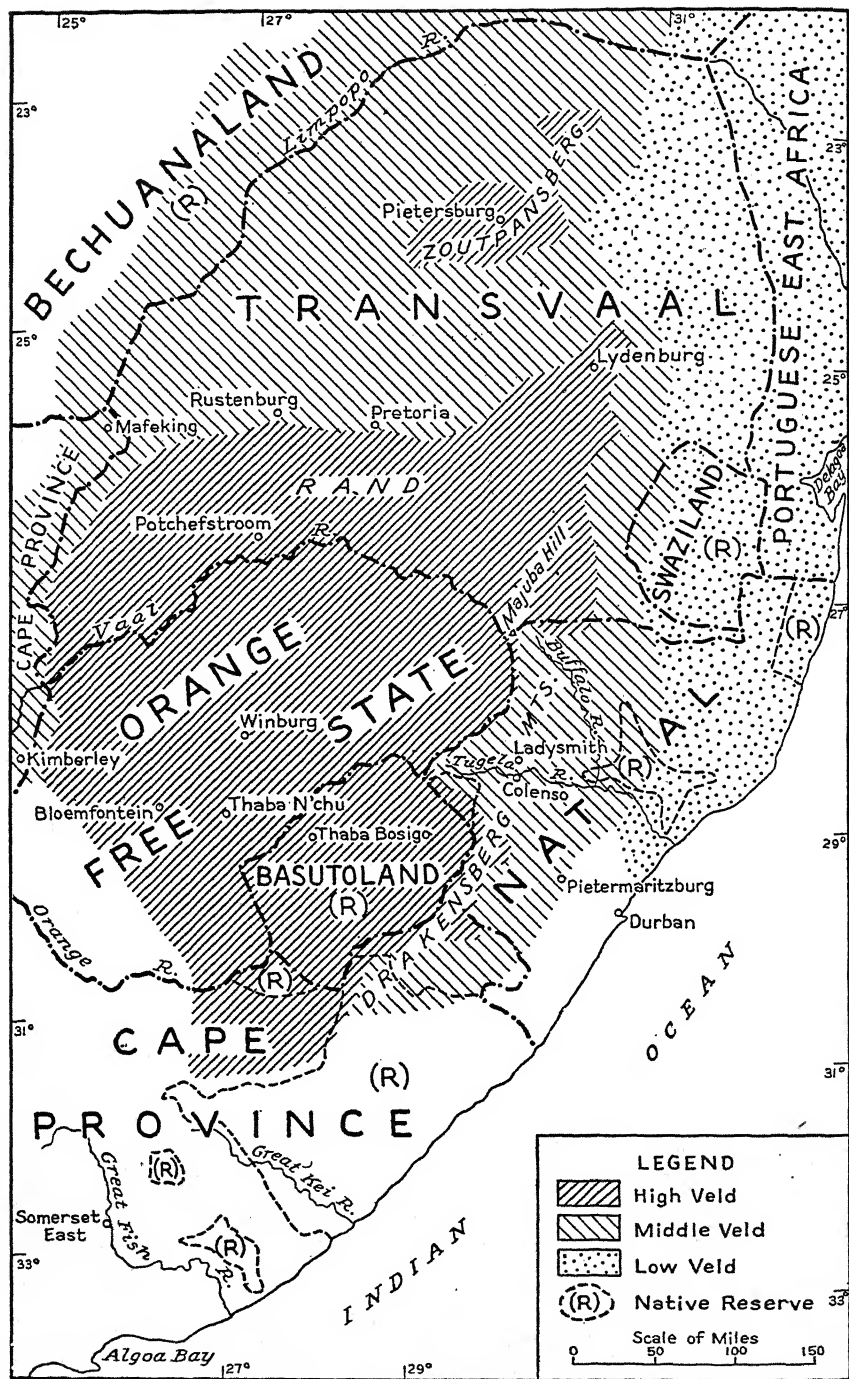 25°
27°
31°
23°
23°
BECHUANALAND
(R)
Limpopo R.
Pietersburg
ZOUTPANSBERG
PORTUGUESE EAST AFRICA
TRANSVAAL
25°
25°
Lydenburg
Rustenburg
Pretoria
Mafeking
CAPE PROVINCE
RAND
Potchefstroom
Delagoa Bay
SWAZILAND
(R)
Vaal R.
Majuba Hill
27°
(R)
ORANGE
FREE
STATE
Buffalo R.
MTS
Winburg
Kimberley
Ladysmith
Tugela R.
Colenso
(R)
NATAL
Bloemfontein
Thaba N'chu
Thaba Bosigo
29°
BASUTOLAND
(R)
DRAKENSBERG
Pietermaritzburg
Durban
Orange R.
(R)
31°
31°
CAPE
PROVINCE
(R)
INDIAN
OCEAN
(R)
Great Kei R.
Great Fish R.
Somerset East
(R)
33°
33°
Algoa Bay
27°
29°
LEGEND
High Veld
Middle Veld
Low Veld
(R) Native Reserve
Scale of Miles
0 50 100 150